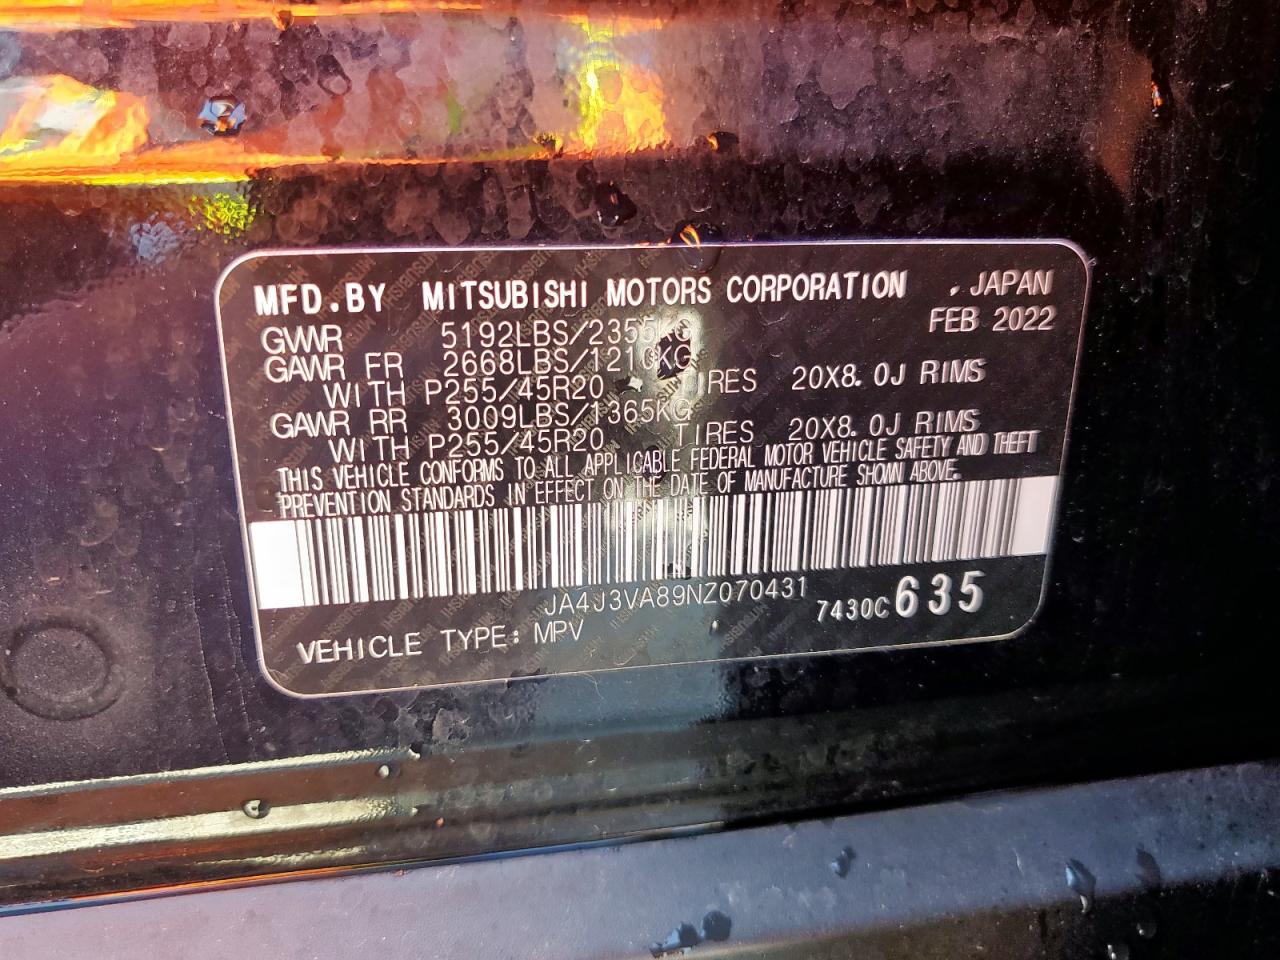 MFD.BY MITSUBISHI MOTORS CORPORATION , JAPAN
FEB 2022
GVWR 5192LBS/2355KG
GAWR FR 2668LBS/1210KG
WITH P255/45R20 TIRES 20X8.0J RIMS
GAWR RR 3009LBS/1365KG
WITH P255/45R20 TIRES 20X8.0J RIMS
THIS VEHICLE CONFORMS TO ALL APPLICABLE FEDERAL MOTOR VEHICLE SAFETY AND THEFT
PREVENTION STANDARDS IN EFFECT ON THE DATE OF MANUFACTURE SHOWN ABOVE.
JA4J3VA89NZ070431
7430C 635
VEHICLE TYPE: MPV